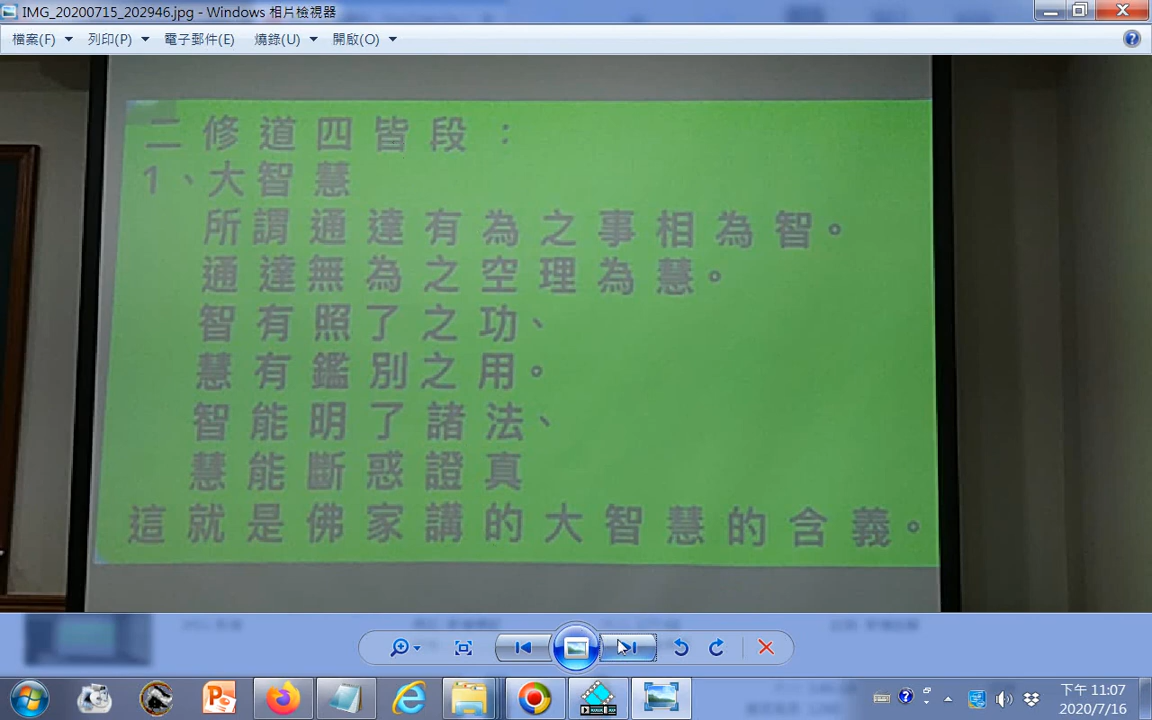 IMG_20200715_202946.jpg - Windows 相片檢視器
檔案(F) 列印(P) 電子郵件(E) 燒錄(U) 開啟(O)
二修道四皆段：
1、大智慧
所謂通達有為之事相為智。
通達無為之空理為慧。
智有照了之功、
慧有鑑別之用。
智能明了諸法、
慧能斷惑證真
這就是佛家講的大智慧的含義。
下午 11:07
2020/7/16